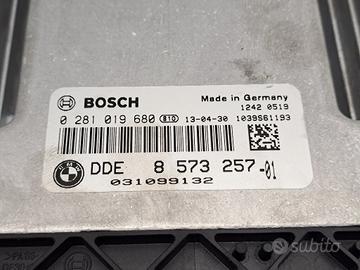 BOSCH
Made in Germany
1242 0519
0 281 019 680 B10 13-04-30 1039S61193
DDE 8 573 257-01
031099132
subito